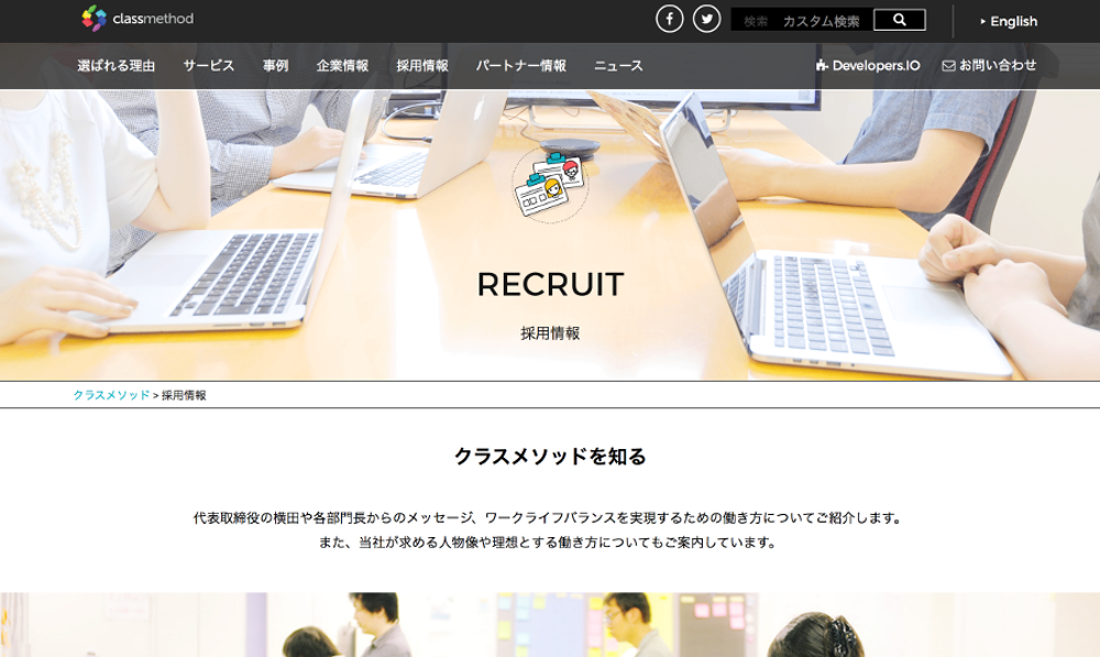 classmethod
検索 カスタム検索
English
選ばれる理由 サービス 事例 企業情報 採用情報 パートナー情報 ニュース Developers.IO お問い合わせ
RECRUIT
採用情報
クラスメソッド > 採用情報
クラスメソッドを知る
代表取締役の横田や各部門長からのメッセージ、ワークライフバランスを実現するための働き方についてご紹介します。
また、当社が求める人物像や理想とする働き方についてもご案内しています。